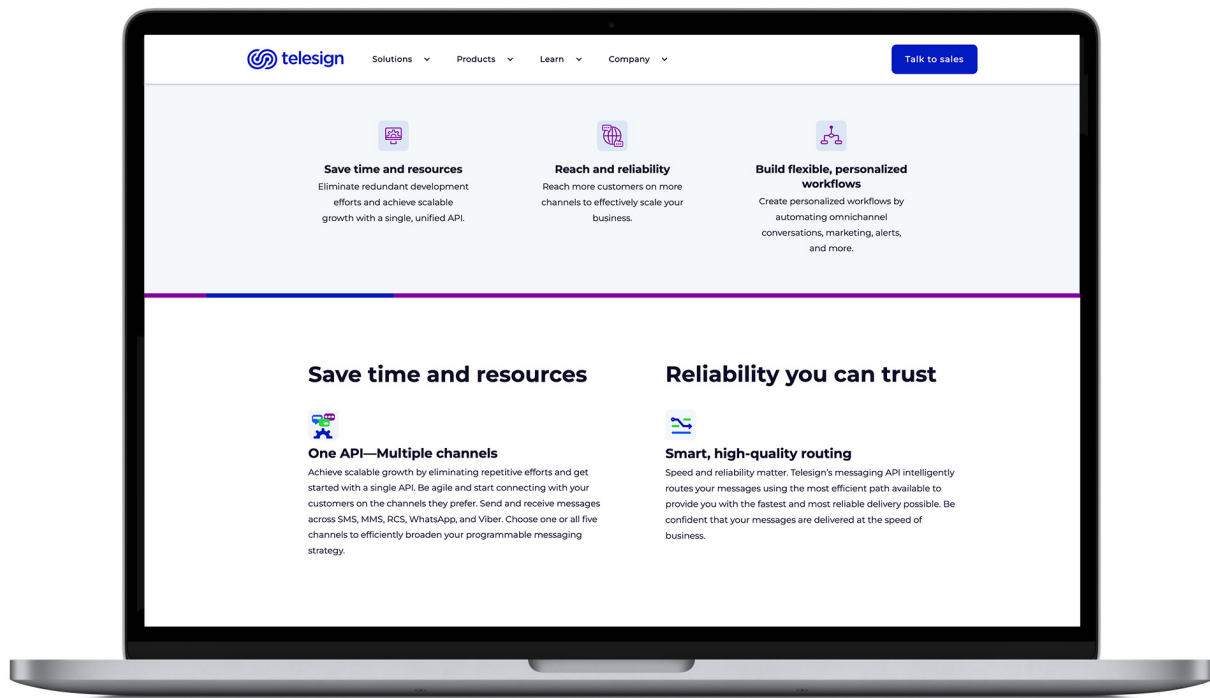 telesign
Solutions
Products
Learn
Company
Talk to sales
Save time and resources
Eliminate redundant development
efforts and achieve scalable
growth with a single, unified API.
Reach and reliability
Reach more customers on more
channels to effectively scale your
business.
Build flexible, personalized
workflows
Create personalized workflows by
automating omnichannel
conversations, marketing, alerts,
and more.
Save time and resources
One API—Multiple channels
Achieve scalable growth by eliminating repetitive efforts and get
started with a single API. Be agile and start connecting with your
customers on the channels they prefer. Send and receive messages
across SMS, MMS, RCS, WhatsApp, and Viber. Choose one or all five
channels to efficiently broaden your programmable messaging
strategy.
Reliability you can trust
Smart, high-quality routing
Speed and reliability matter. Telesign’s messaging API intelligently
routes your messages using the most efficient path available to
provide you with the fastest and most reliable delivery possible. Be
confident that your messages are delivered at the speed of
business.